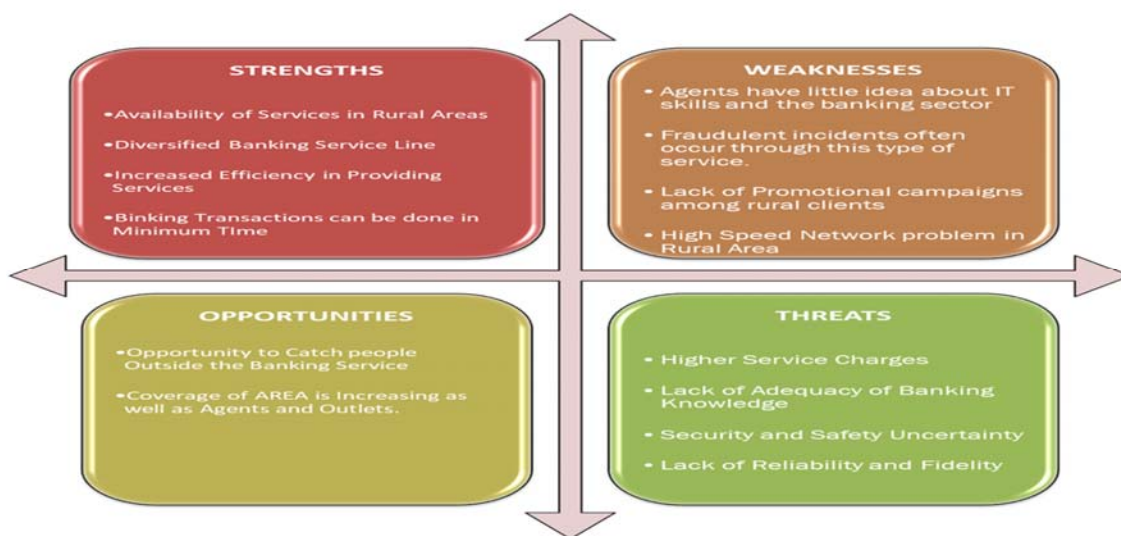 STRENGTHS
•Availability of Services in Rural Areas
•Diversified Banking Service Line
•Increased Efficiency in Providing
Services
•Binking Transactions can be done in
Minimum TIme
WEAKNESSES
• Agents have little idea about IT
skills and the banking sector
• Fraudulent incidents often
occur through this type of
service.
• Lack of Promotional campaigns
among rural clients
• High Speed Network problem in
Rural Area
OPPORTUNITIES
•Opportunity to Catch people
Outside the Banking Service
•Coverage of AREA is Increasing as
well as Agents and Outlets.
THREATS
• Higher Service Charges
• Lack of Adequacy of Banking
Knowledge
• Security and Safety Uncertainty
• Lack of Reliability and Fidelity